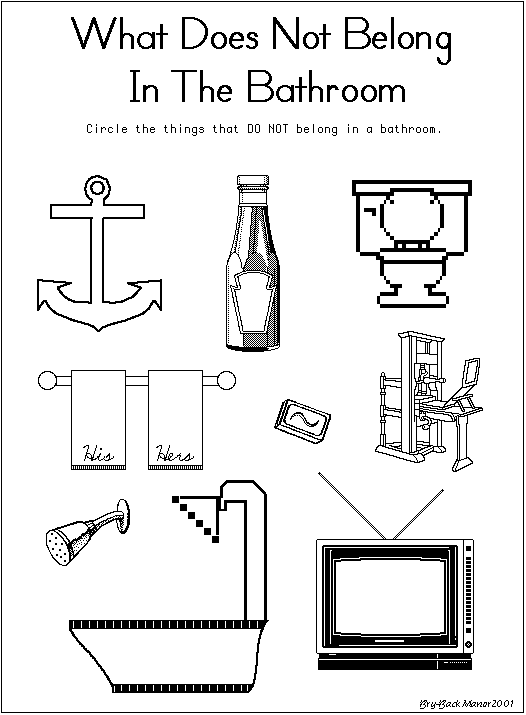 What Does Not Belong
In The Bathroom
Circle the things that DO NOT belong in a bathroom.
His
Hers
Bry-Back Manor2001